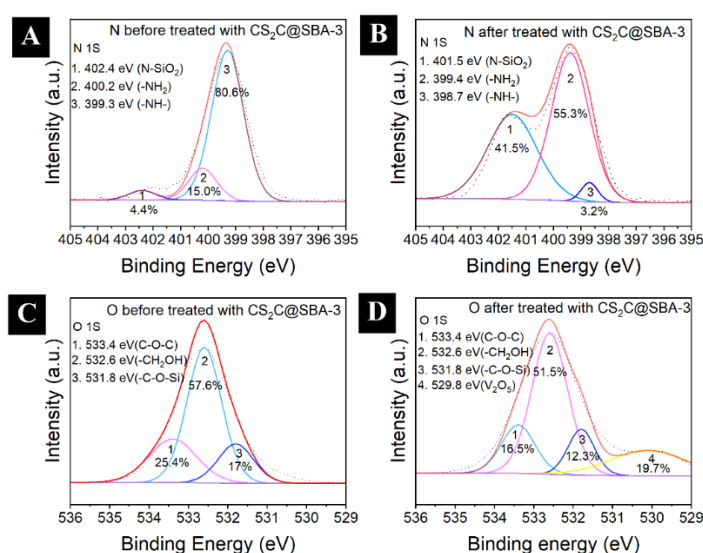 A
N before treated with CS2C@SBA-3
N 1S
1. 402.4 eV (N-SiO2)
2. 400.2 eV (-NH2)
3. 399.3 eV (-NH-)
3
80.6%
2
15.0%
1
4.4%
Intensity (a.u.)
405 404 403 402 401 400 399 398 397 396 395
Binding Energy (eV)
B
N after treated with CS2C@SBA-3
N 1S
1. 401.5 eV (N-SiO2)
2. 399.4 eV (-NH2)
3. 398.7 eV (-NH-)
2
55.3%
1
41.5%
3
3.2%
Intensity (a.u.)
405 404 403 402 401 400 399 398 397 396 395
Binding Energy (eV)
C
O before treated with CS2C@SBA-3
O 1S
1. 533.4 eV(C-O-C)
2. 532.6 eV(-CH2OH)
3. 531.8 eV(-C-O-Si)
2
57.6%
1
25.4%
3
17%
Intensity (a.u.)
536 535 534 533 532 531 530 529
Binding Energy (eV)
D
O after treated with CS2C@SBA-3
O 1S
1. 533.4 eV(C-O-C)
2. 532.6 eV(-CH2OH)
3. 531.8 eV(-C-O-Si)
4. 529.8 eV(V2O5)
2
51.5%
1
16.5%
3
12.3%
4
19.7%
Intensity (a.u.)
536 535 534 533 532 531 530 529
Binding energy (eV)